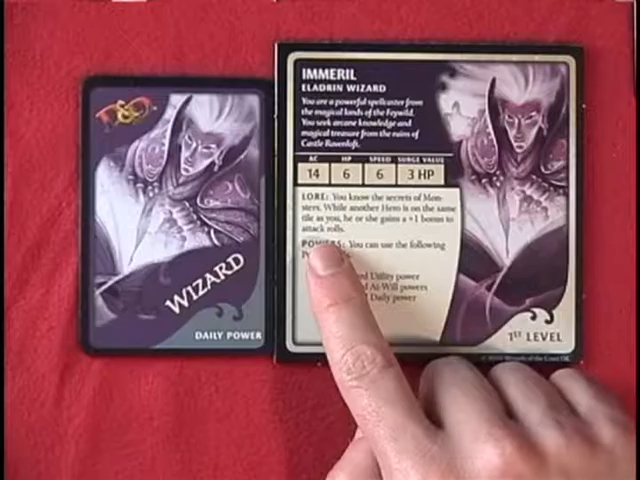 D&D
WIZARD
DAILY POWER
IMMERIL
ELADRIN WIZARD
You are a powerful spellcaster from
the magical lands of the Feywild.
You seek arcane knowledge and
magical treasure from the ruins of
Castle Ravenloft.
AC HP SPEED SURGE VALUE
14 6 6 3 HP
LORE: You know the secrets of Mon-
sters. While another Hero is on the same
tile as you, he or she gains a +1 bonus to
attack rolls.
POWERS: You can use the following
Utility power
At-Will powers
Daily power
1ST LEVEL